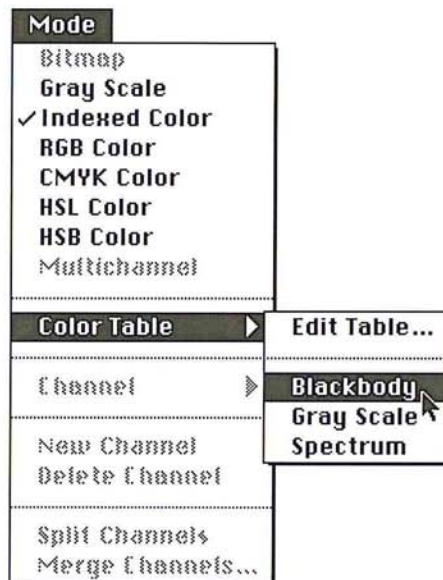 Mode
Bitmap
Gray Scale
✓Indexed Color
RGB Color
CMYK Color
HSL Color
HSB Color
Multichannel
Color Table
Edit Table...
Channel
Blackbody
Gray Scale
Spectrum
New Channel
Delete Channel
Split Channels
Merge Channels...